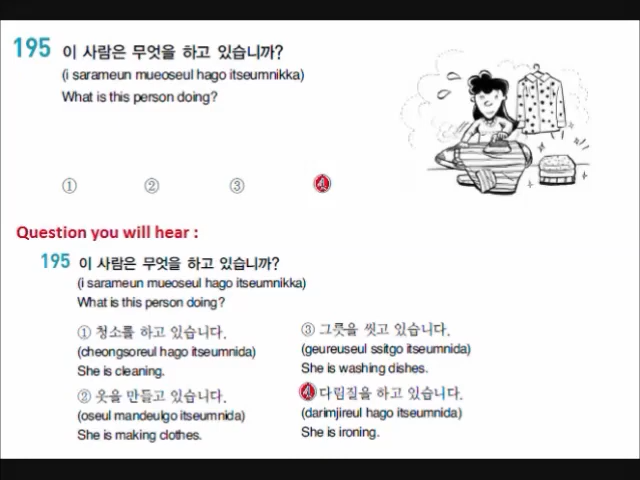 195 이 사람은 무엇을 하고 있습니까?
(i sarameun mueoseul hago itseumnikka)
What is this person doing?
① ② ③ ④
Question you will hear :
195 이 사람은 무엇을 하고 있습니까?
(i sarameun mueoseul hago itseumnikka)
What is this person doing?
① 청소를 하고 있습니다.
(cheongsoreul hago itseumnida)
She is cleaning.
② 옷을 만들고 있습니다.
(oseul mandeulgo itseumnida)
She is making clothes.
③ 그릇을 씻고 있습니다.
(geureuseul ssitgo itseumnida)
She is washing dishes.
④ 다림질을 하고 있습니다.
(darimjireul hago itseumnida)
She is ironing.